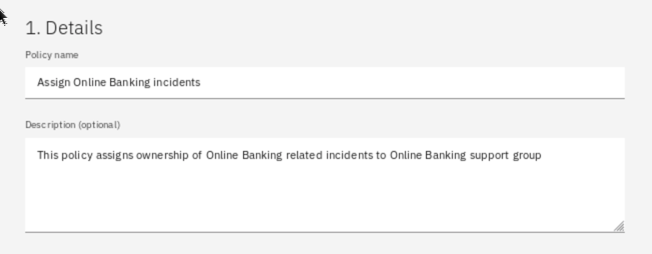 1. Details
Policy name
Assign Online Banking incidents
Description (optional)
This policy assigns ownership of Online Banking related incidents to Online Banking support group